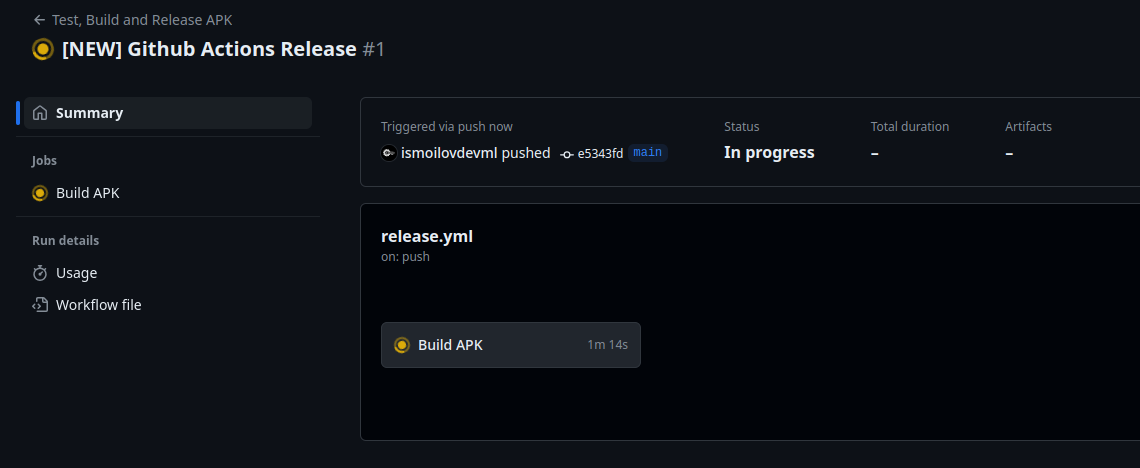 Test, Build and Release APK
[NEW] Github Actions Release #1
Summary
Jobs
Build APK
Run details
Usage
Workflow file
Triggered via push now
ismoilovdevml pushed e5343fd main
Status
In progress
Total duration
–
Artifacts
–
release.yml
on: push
Build APK 1m 14s